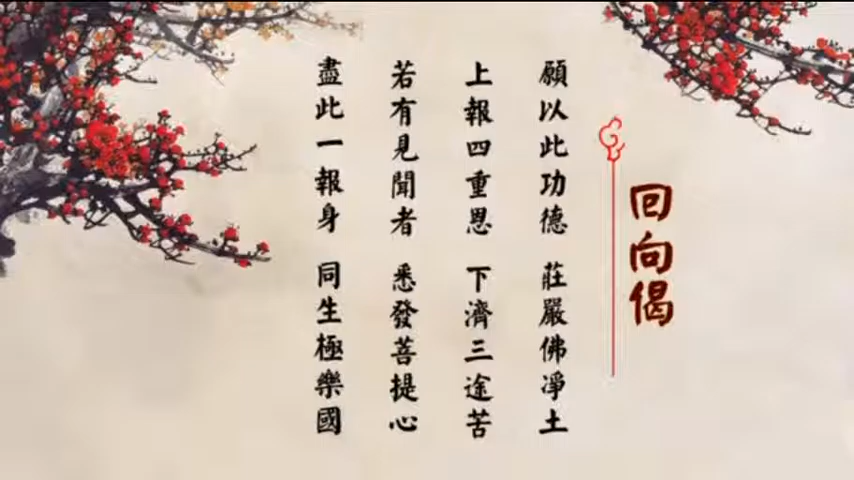 回向偈
願以此功德 莊嚴佛淨土
上報四重恩 下濟三途苦
若有見聞者 悉發菩提心
盡此一報身 同生極樂國